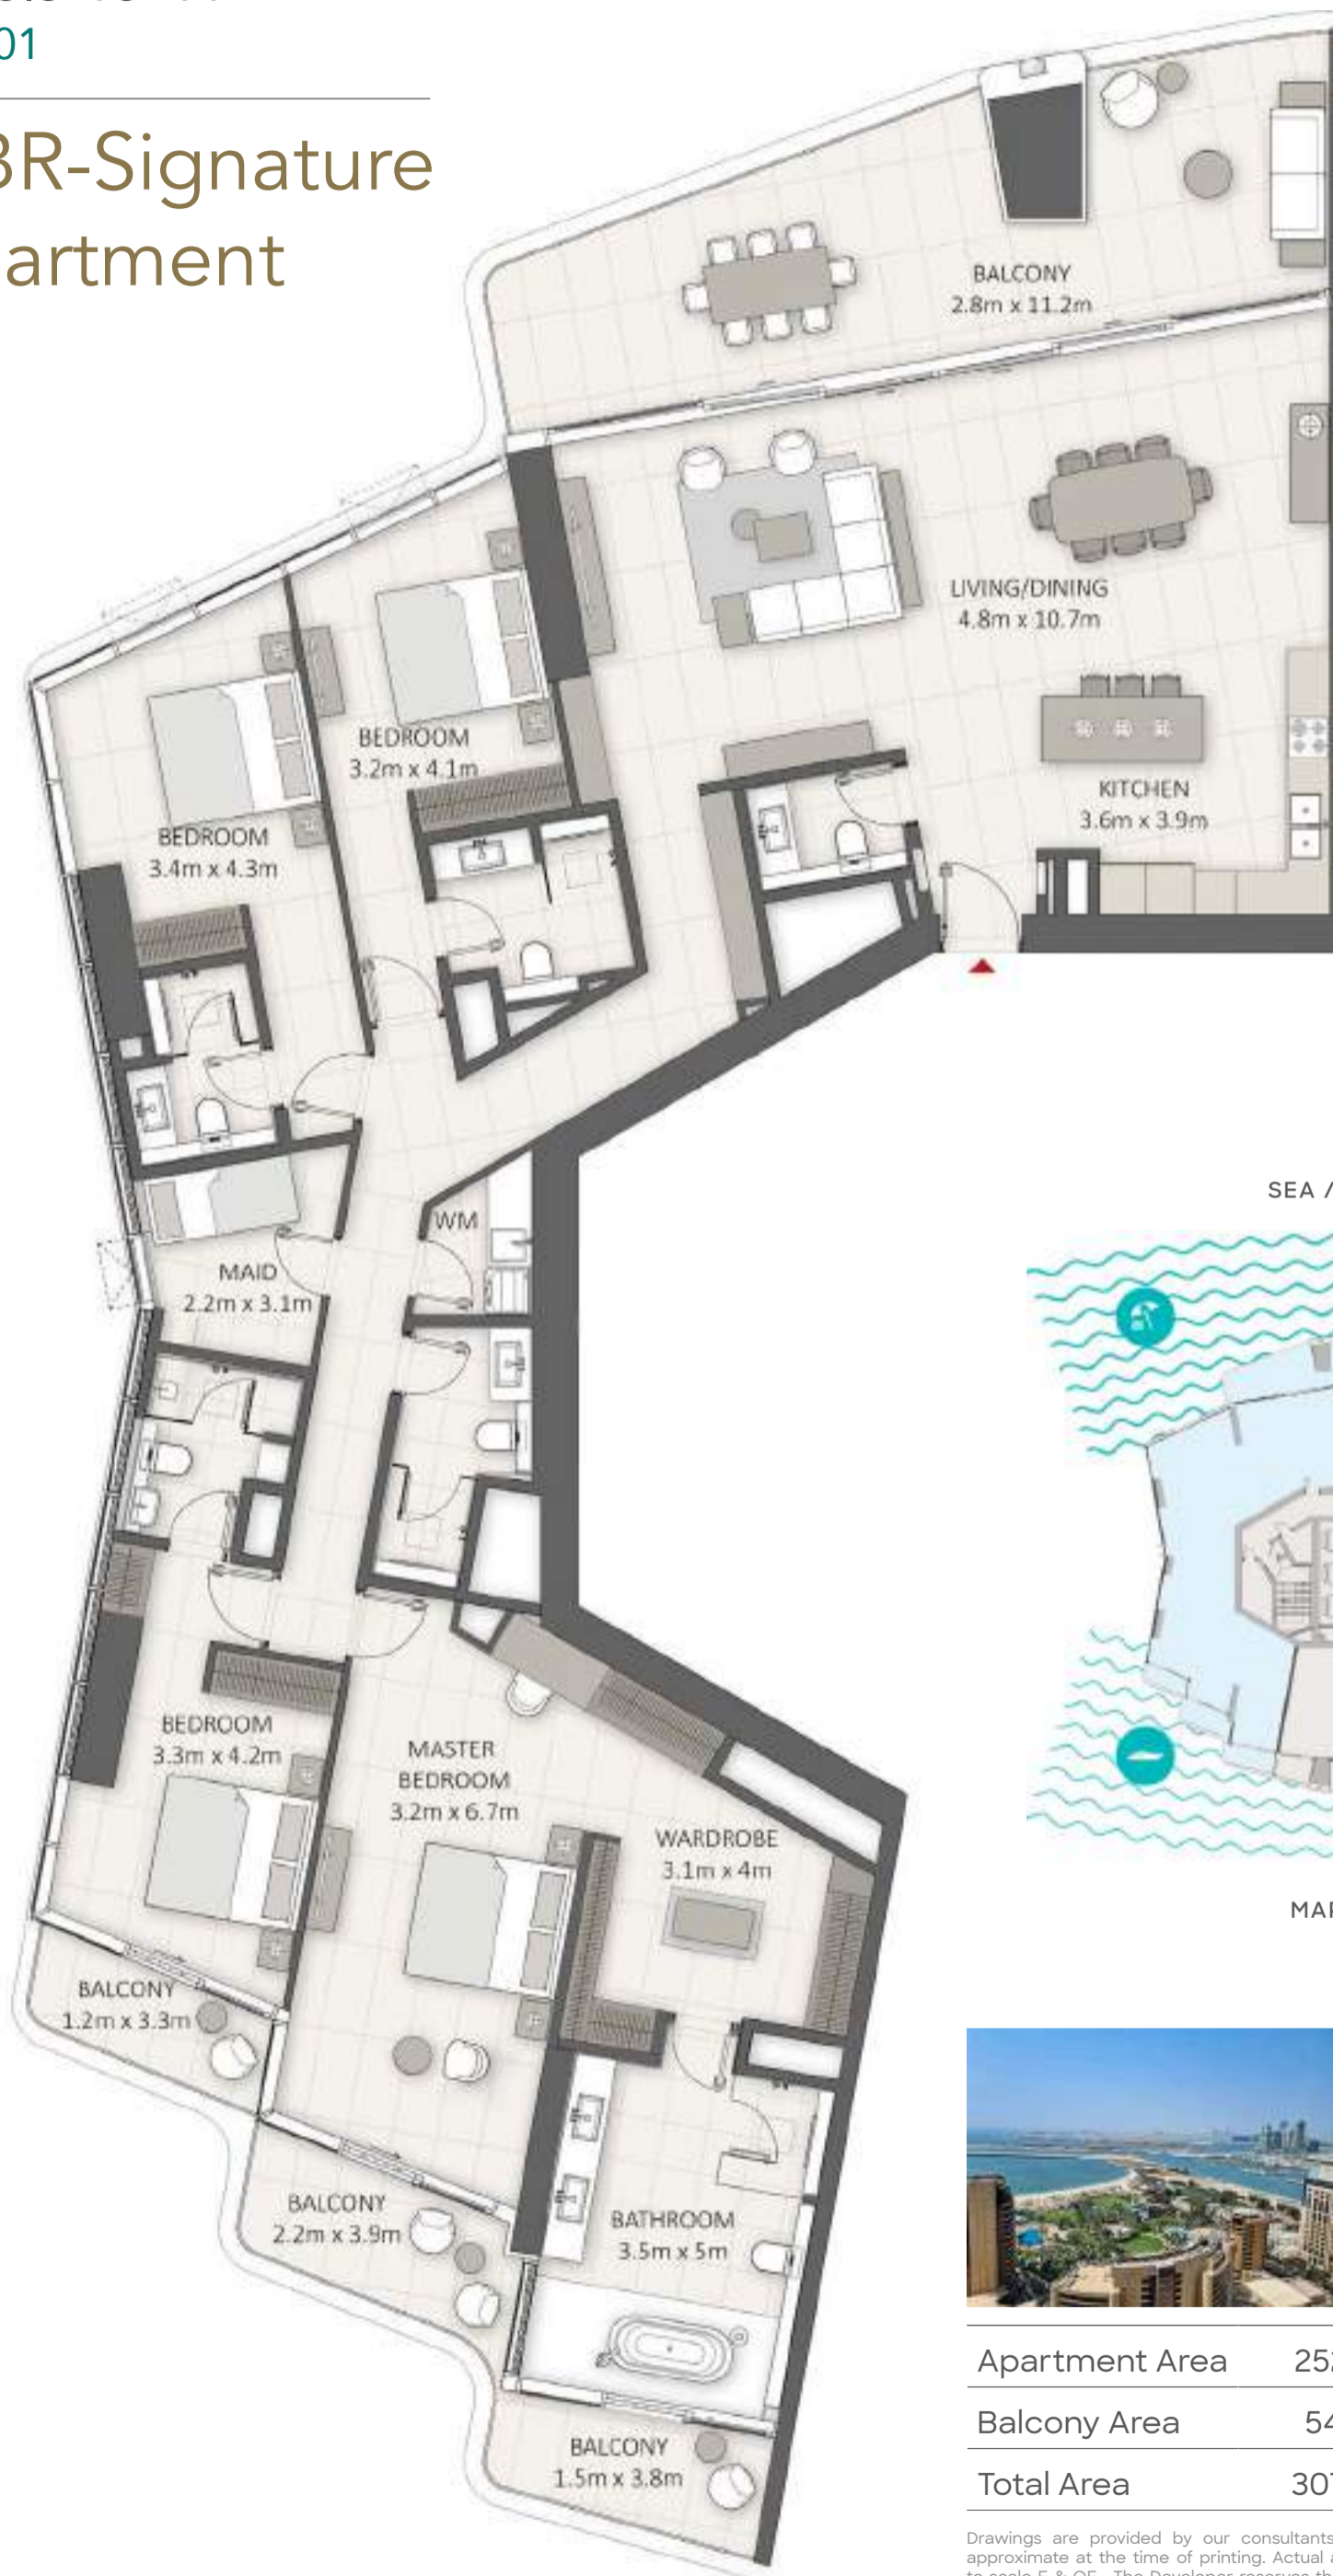 01
BR-Signature
artment
BALCONY
2.8m x 11.2m
LIVING/DINING
4.8m x 10.7m
BEDROOM
3.2m x 4.1m
KITCHEN
3.6m x 3.9m
BEDROOM
3.4m x 4.3m
SEA /
WM
MAID
2.2m x 3.1m
BEDROOM
3.3m x 4.2m
MASTER
BEDROOM
3.2m x 6.7m
WARDROBE
3.1m x 4m
BALCONY
1.2m x 3.3m
BALCONY
2.2m x 3.9m
BATHROOM
3.5m x 5m
BALCONY
1.5m x 3.8m
Apartment Area 252
Balcony Area 54
Total Area 307
Drawings are provided by our consultants
approximate at the time of printing. Actual